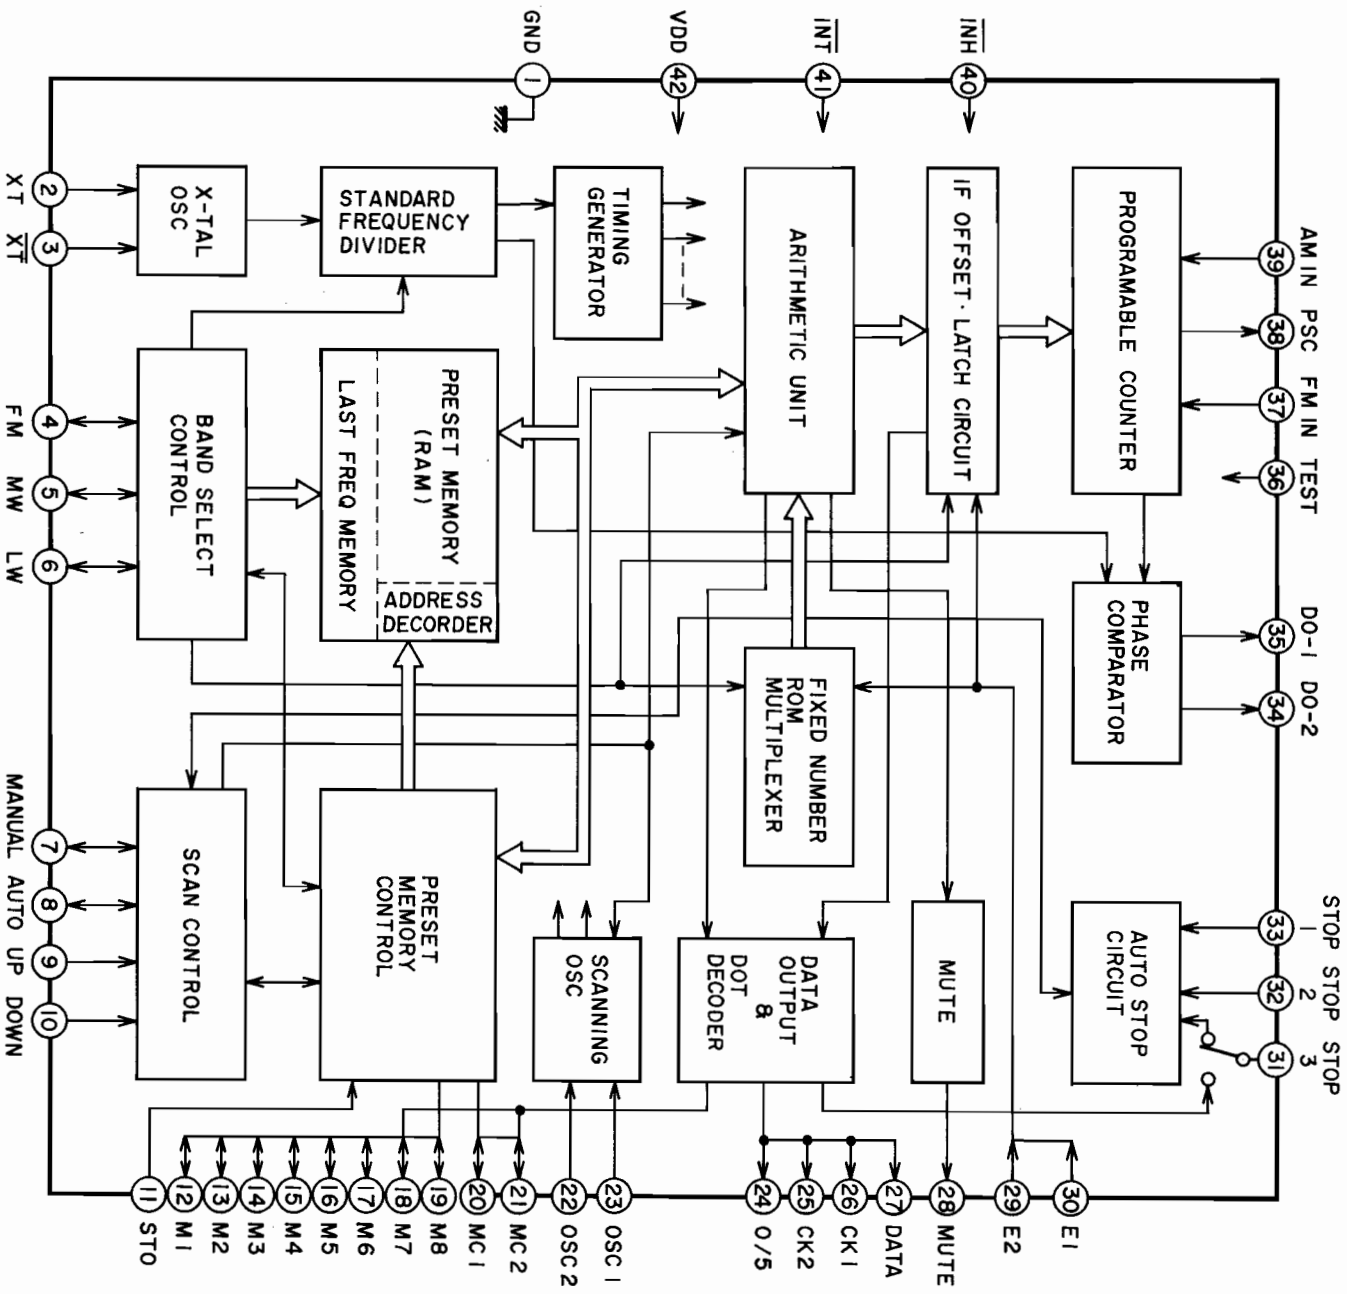 GND
VDD
INT
INH
1
42
41
40
XT
2
XT
3
FM
4
MW
5
LW
6
MANUAL
7
AUTO
8
UP
9
DOWN
10
X-TAL
OSC
STANDARD
FREQUENCY
DIVIDER
TIMING
GENERATOR
ARITHMETIC UNIT
IF OFFSET·LATCH CIRCUIT
PROGRAMABLE COUNTER
BAND SELECT
CONTROL
PRESET MEMORY
(RAM)
LAST FREQ MEMORY
ADDRESS
DECORDER
FIXED NUMBER
ROM
MULTIPLEXER
PHASE
COMPARATOR
SCAN CONTROL
PRESET
MEMORY
CONTROL
SCANNING
OSC
DATA
OUTPUT
&
DOT
DECODER
MUTE
AUTO STOP
CIRCUIT
39
AM IN
38
PSC
37
FM IN
36
TEST
35
DO-1
34
DO-2
33
STOP
1
32
STOP
2
31
STOP
3
11
STO
12
M1
13
M2
14
M3
15
M4
16
M5
17
M6
18
M7
19
M8
20
MC1
21
MC2
22
OSC2
23
OSC1
24
O/5
25
CK2
26
CK1
27
DATA
28
MUTE
29
E2
30
E1